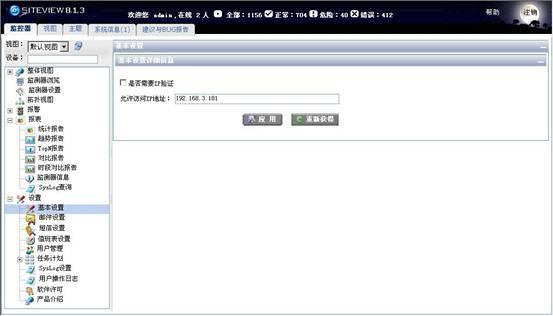 SITEVIEW 8.1.3
欢迎您 admin,在线 2 人 全部:1156 正常:704 危险:40 错误:412
帮助 注销
监控器 视图 主题 系统信息(1) 建议与BUG报告
视图: 默认视图
设备:
整体视图
监测器浏览
监测器设置
拓扑视图
报警
报表
统计报告
趋势报告
TopN报告
对比报告
时段对比报告
监测器信息
SysLog查询
设置
基本设置
邮件设置
短信设置
值班表设置
用户管理
任务计划
SysLog设置
用户操作日志
软件许可
产品介绍
基本设置
基本设置详细信息
是否需要IP验证
允许访问IP地址: 192.168.3.181
应 用 重新获得